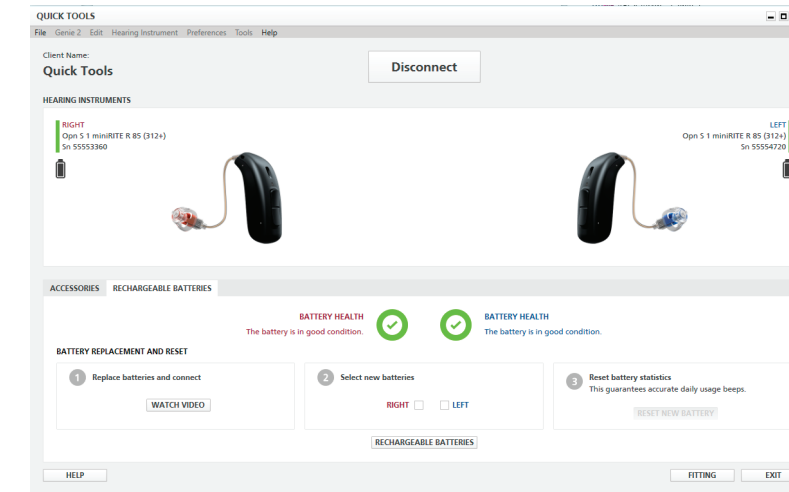 QUICK TOOLS
File Genie 2 Edit Hearing Instrument Preferences Tools Help
Client Name:
Quick Tools
Disconnect
HEARING INSTRUMENTS
RIGHT
Opn S 1 miniRITE R 85 (312+)
Sn 55553360
LEFT
Opn S 1 miniRITE R 85 (312+)
Sn 55554720
ACCESSORIES RECHARGEABLE BATTERIES
BATTERY HEALTH
The battery is in good condition.
BATTERY HEALTH
The battery is in good condition.
BATTERY REPLACEMENT AND RESET
1 Replace batteries and connect
WATCH VIDEO
2 Select new batteries
RIGHT LEFT
3 Reset battery statistics
This guarantees accurate daily usage beeps.
RESET NEW BATTERY
RECHARGEABLE BATTERIES
HELP FITTING EXIT